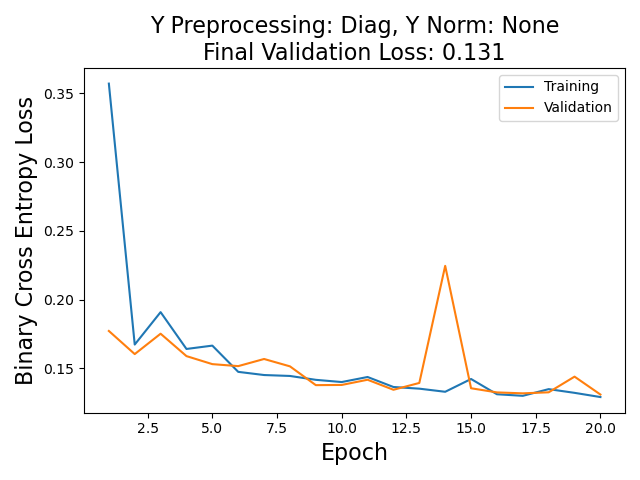 Y Preprocessing: Diag, Y Norm: None
Final Validation Loss: 0.131
Training
Validation
Binary Cross Entropy Loss
0.35
0.30
0.25
0.20
0.15
2.5 5.0 7.5 10.0 12.5 15.0 17.5 20.0
Epoch